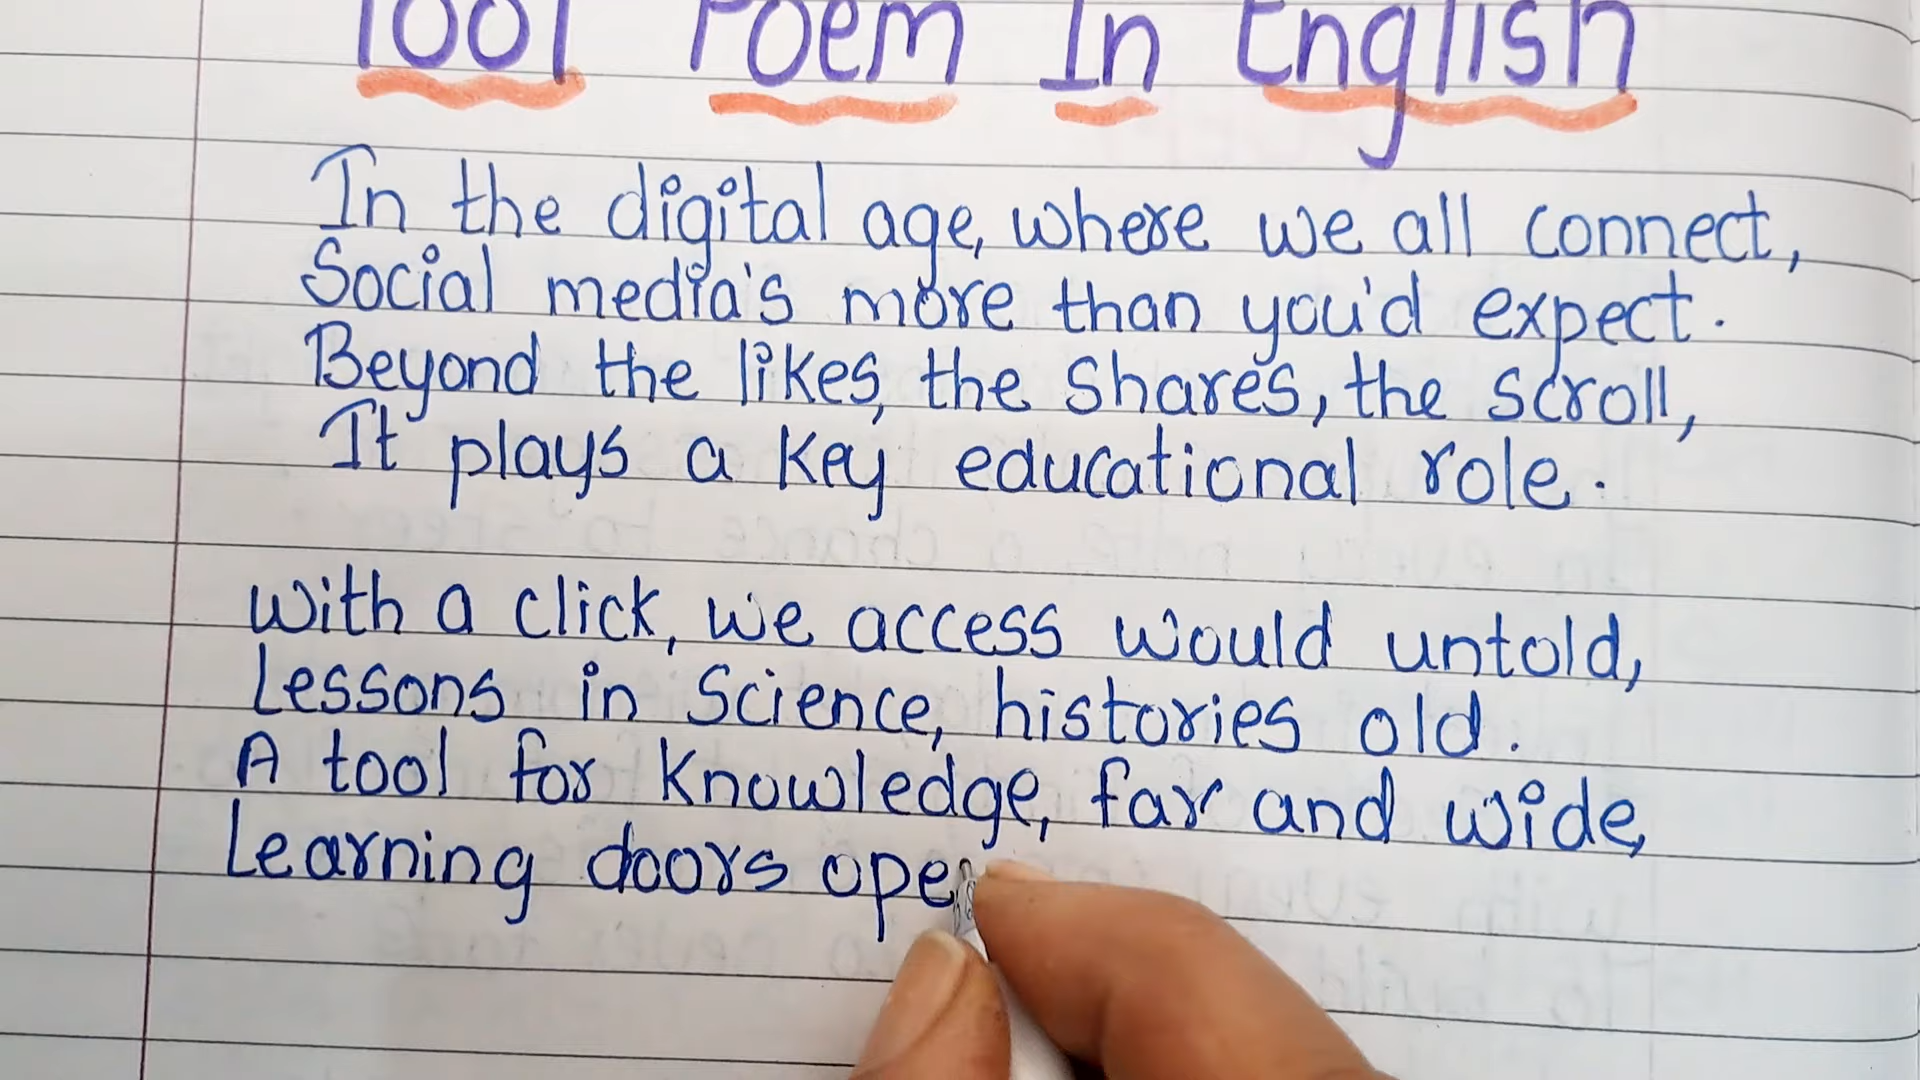 Tool Poem In English
In the digital age, where we all connect,
Social media's more than you'd expect.
Beyond the likes, the shares, the scroll,
It plays a key educational role.
with a click, we access would untold,
Lessons in Science, histories old.
A tool for knowledge, far and wide,
Learning doors ope